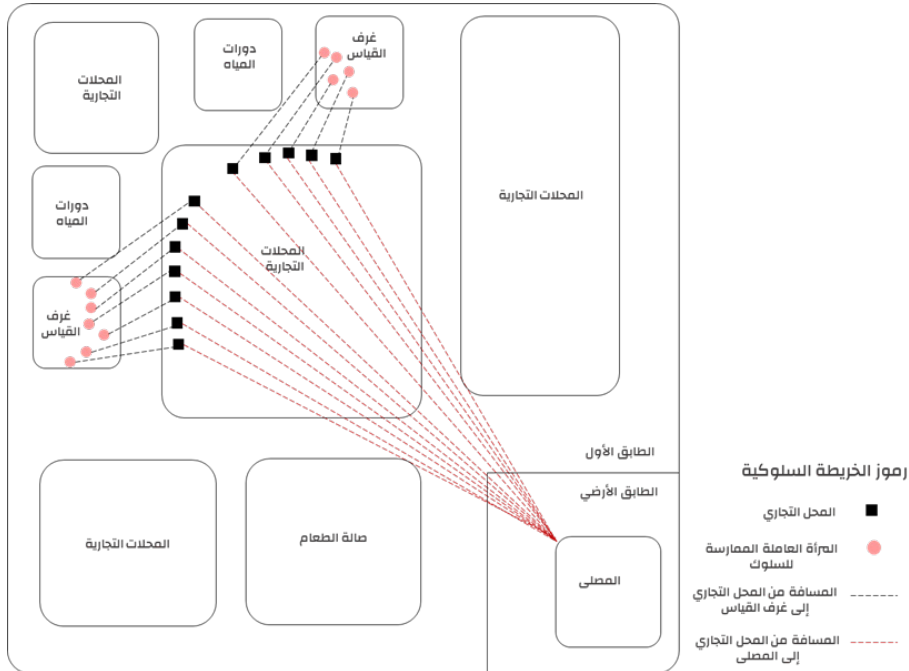 غرف
القياس
دورات
المياه
المحلات
التجارية
المحلات التجارية
دورات
المياه
المحلات
التجارية
غرف
القياس
الطابق الأول
الطابق الأرضي
صالة الطعام
المحلات التجارية
المصلى
رموز الخريطة السلوكية
المحل التجاري
المرأة العاملة الممارسة
للسلوك
المسافة من المحل التجاري
إلى غرف القياس
المسافة من المحل التجاري
إلى المصلى